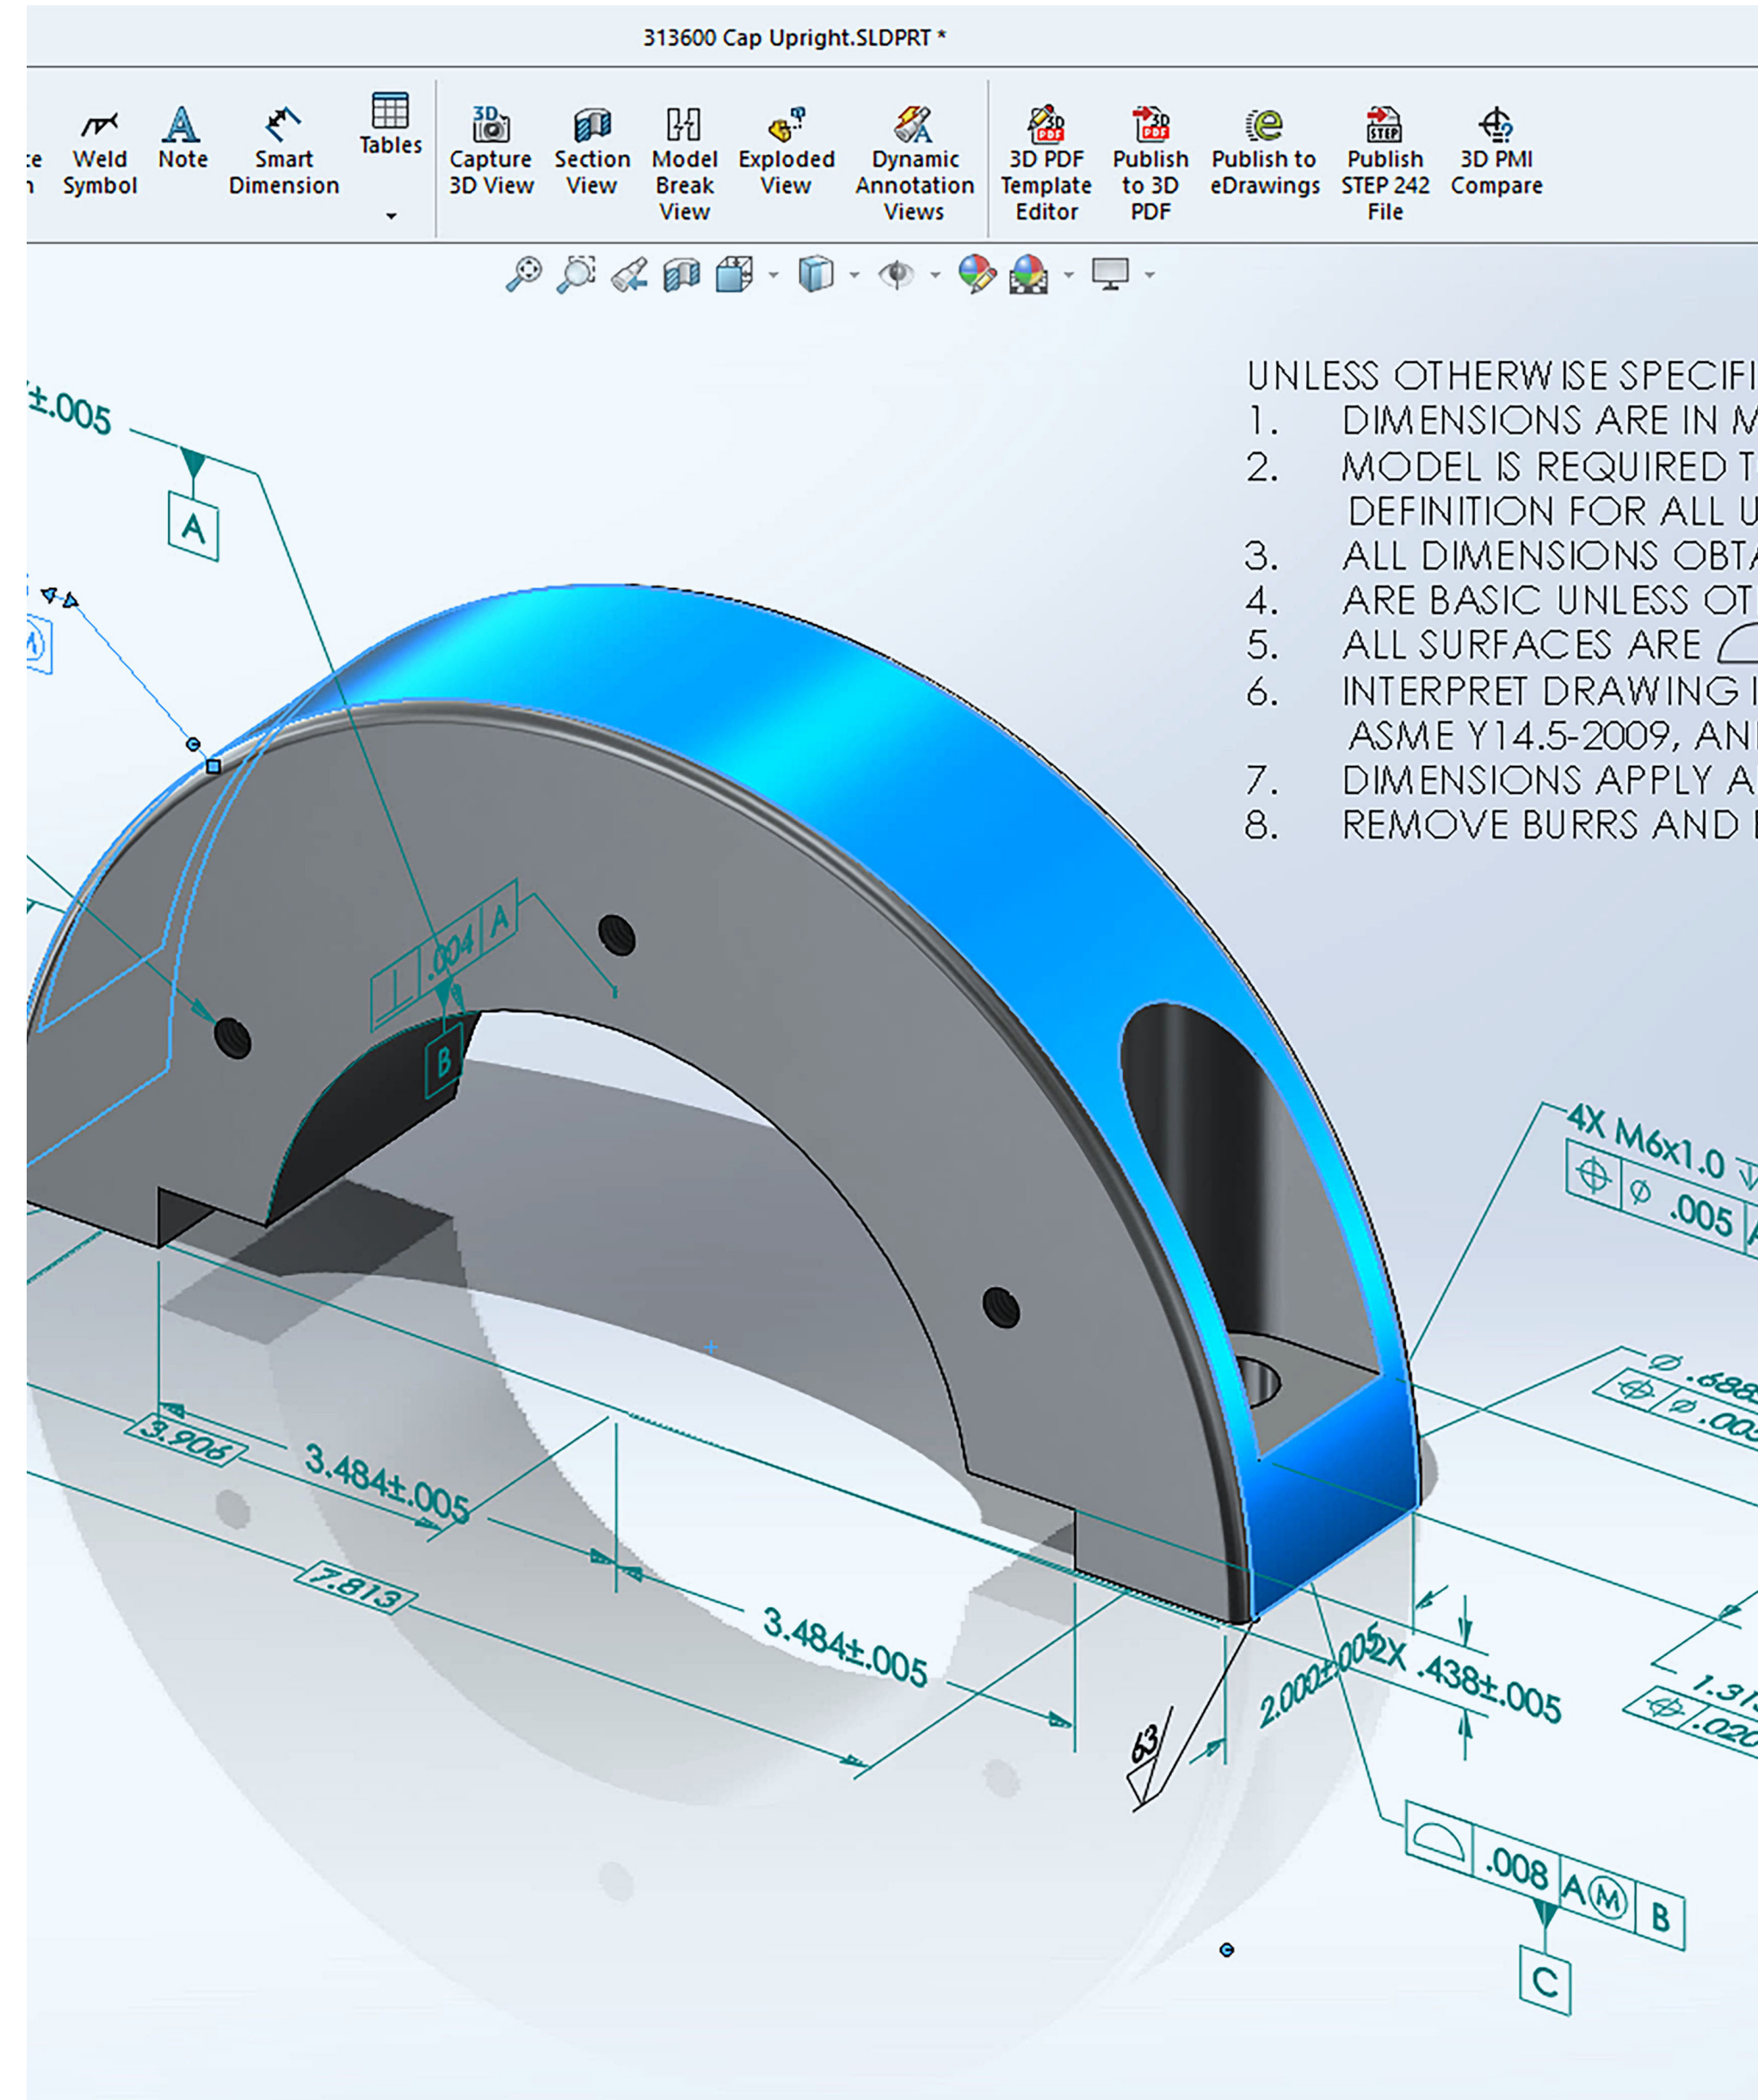 313600 Cap Upright.SLDPRT *
Weld Symbol
Note
Smart Dimension
Tables
Capture 3D View
Section View
Model Break View
Exploded View
Dynamic Annotation Views
3D PDF Template Editor
Publish to 3D PDF
Publish to eDrawings
Publish STEP 242 File
3D PMI Compare
UNLESS OTHERWISE SPECIFI
1. DIMENSIONS ARE IN
2. MODEL IS REQUIRED T
DEFINITION FOR ALL U
3. ALL DIMENSIONS OBTA
4. ARE BASIC UNLESS OT
5. ALL SURFACES ARE
6. INTERPRET DRAWING I
ASME Y14.5-2009, AN
7. DIMENSIONS APPLY A
8. REMOVE BURRS AND
±.005
A
.004 A
B
4X M6x1.0
⌀ .005
⌀ .688
⌀ .005
3.906
3.484±.005
7.813
3.484±.005
2.000±.005
2X .438±.005
63
1.31
.020
.008 A Ⓜ B
C